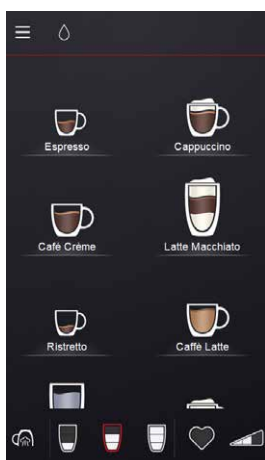 Espresso
Cappuccino
Café Crème
Latte Macchiato
Ristretto
Caffè Latte